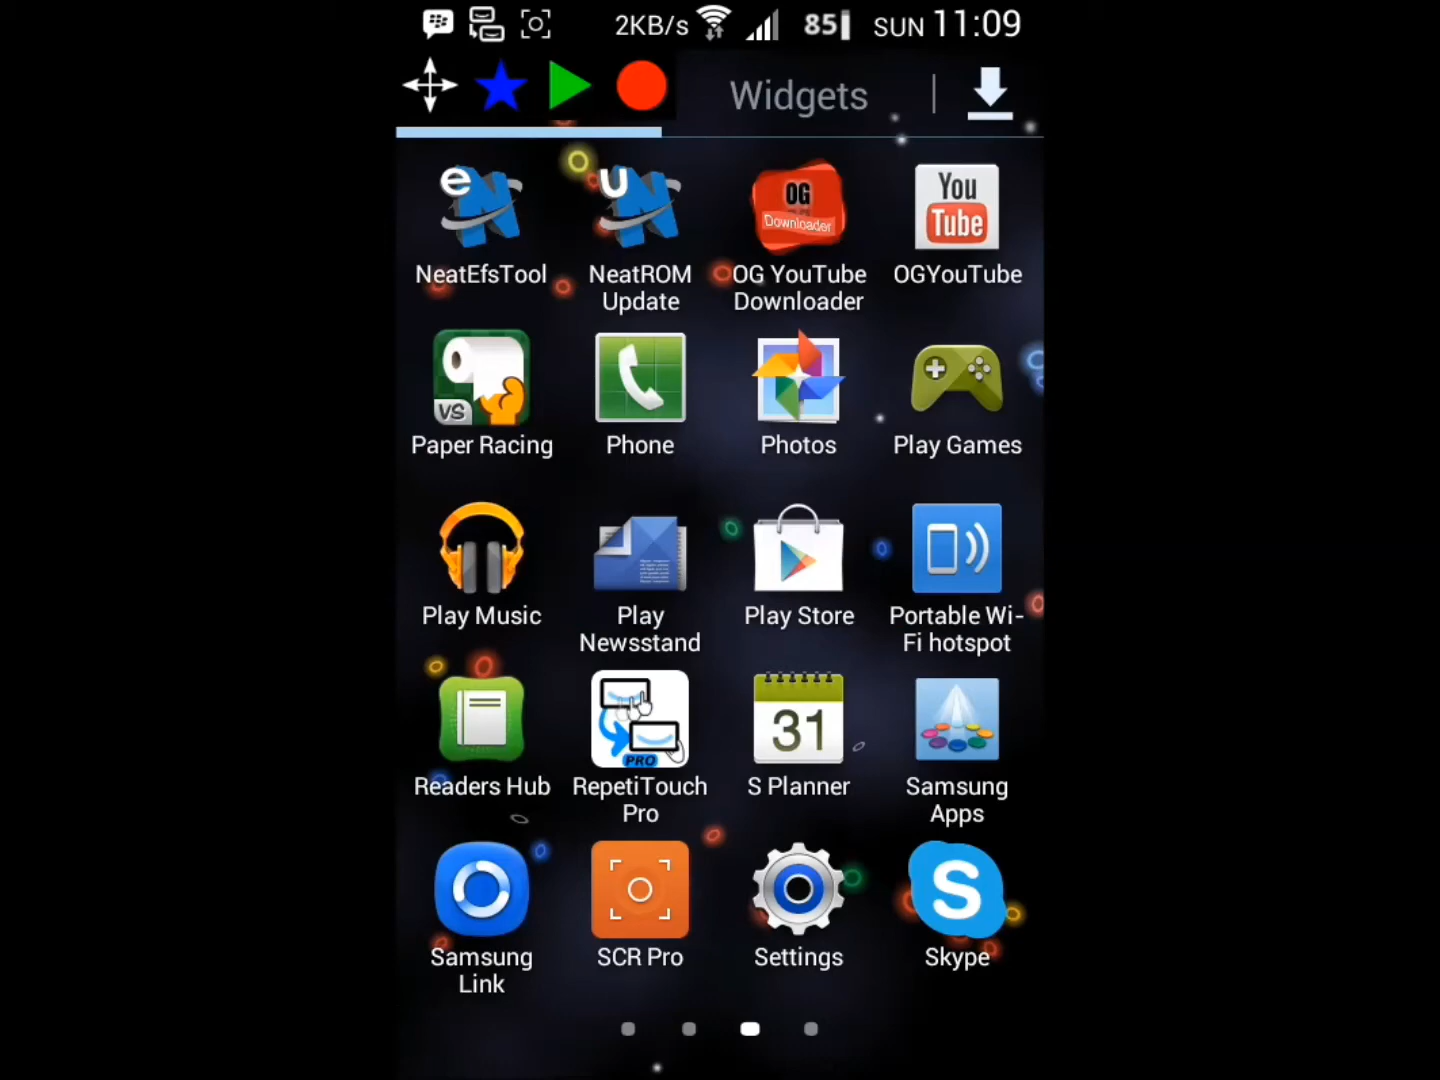 2KB/s 85 SUN 11:09
Widgets
e
u
OG
Downloader
You
Tube
NeatEfsTool
NeatROM
Update
OG YouTube
Downloader
OGYouTube
VS
Paper Racing
Phone
Photos
Play Games
Play Music
Play
Newsstand
Play Store
Portable Wi-
Fi hotspot
PRO
31
Readers Hub
RepetiTouch
Pro
S Planner
Samsung
Apps
S
Samsung
Link
SCR Pro
Settings
Skype